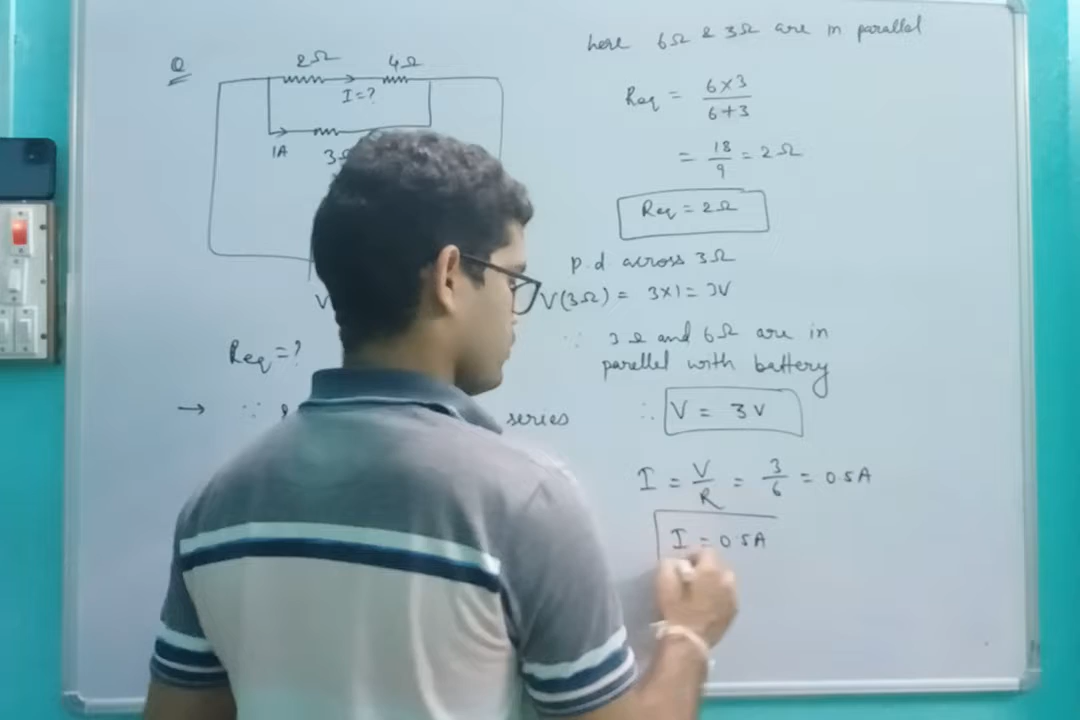 Q
2Ω 4Ω
I=?
1A
3Ω
V
Req=?
→ ∵
series
here 6Ω & 3Ω are in parallel
Req = 6×3
6+3
= 18
9
= 2Ω
Req = 2Ω
P.d across 3Ω
V(3Ω) = 3×1= 3V
∵ 3Ω and 6Ω are in
parellel with battery
∴ V = 3V
I = V/R = 3/6 = 0.5A
I = 0.5A